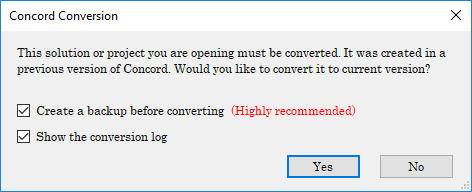 Concord Conversion
This solution or project you are opening must be converted. It was created in a
previous version of Concord. Would you like to convert it to current version?
Create a backup before converting (Highly recommended)
Show the conversion log
Yes No